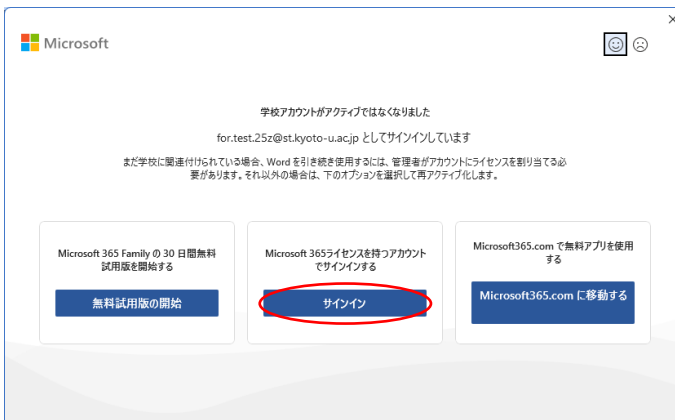 Microsoft
学校アカウントがアクティブではなくなりました
for.test.25z@st.kyoto-u.ac.jp としてサインインしています
まだ学校に関連付けられている場合、Word を引き続き使用するには、管理者がアカウントにライセンスを割り当てる必
要があります。それ以外の場合は、下のオプションを選択して再アクティブ化します。
Microsoft 365 Family の 30 日間無料
試用版を開始する
無料試用版の開始
Microsoft 365ライセンスを持つアカウント
でサインインする
サインイン
Microsoft365.com で無料アプリを使用
する
Microsoft365.com に移動する